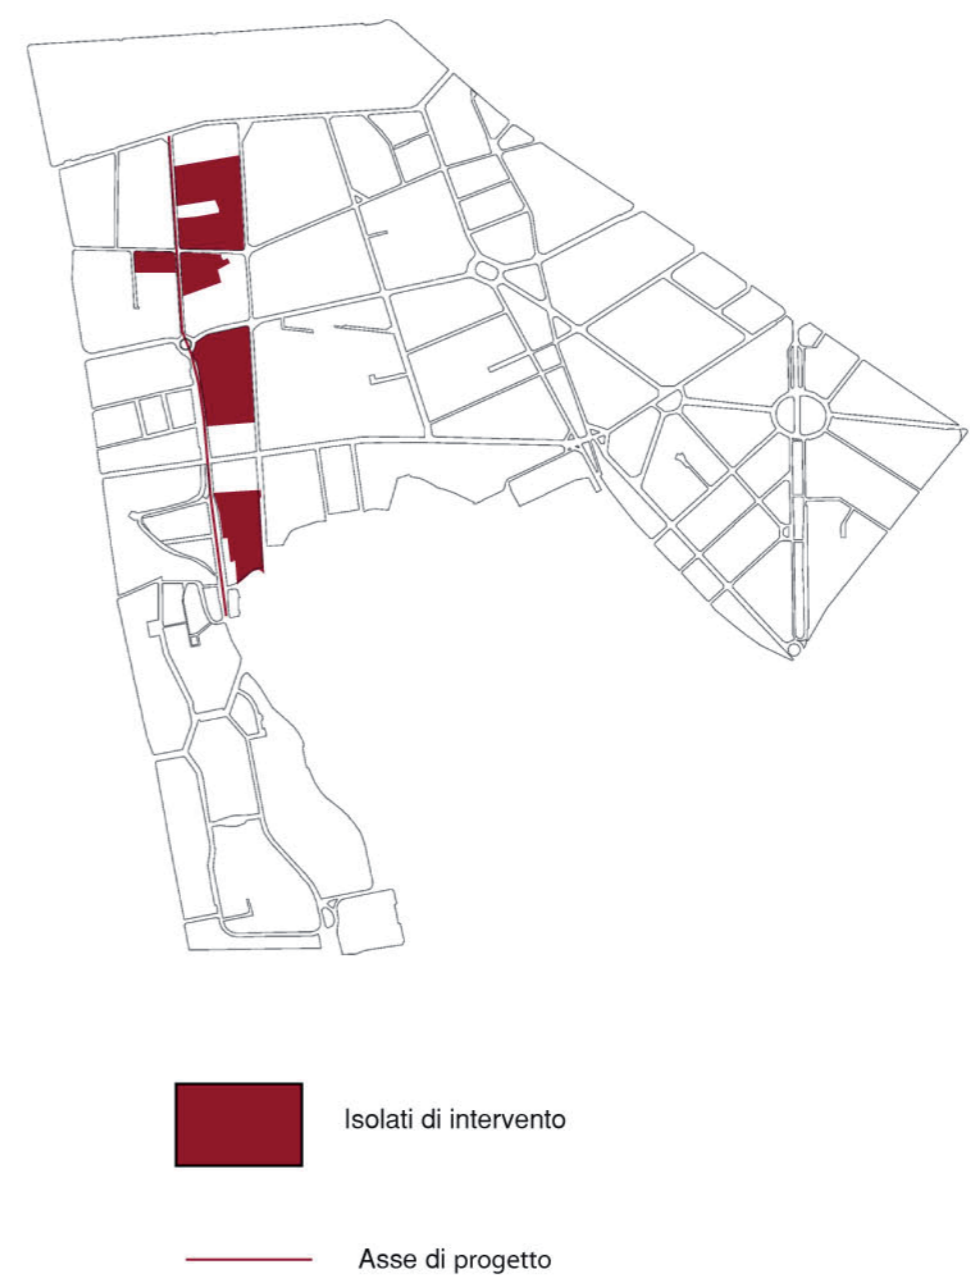 Isolati di intervento
Asse di progetto